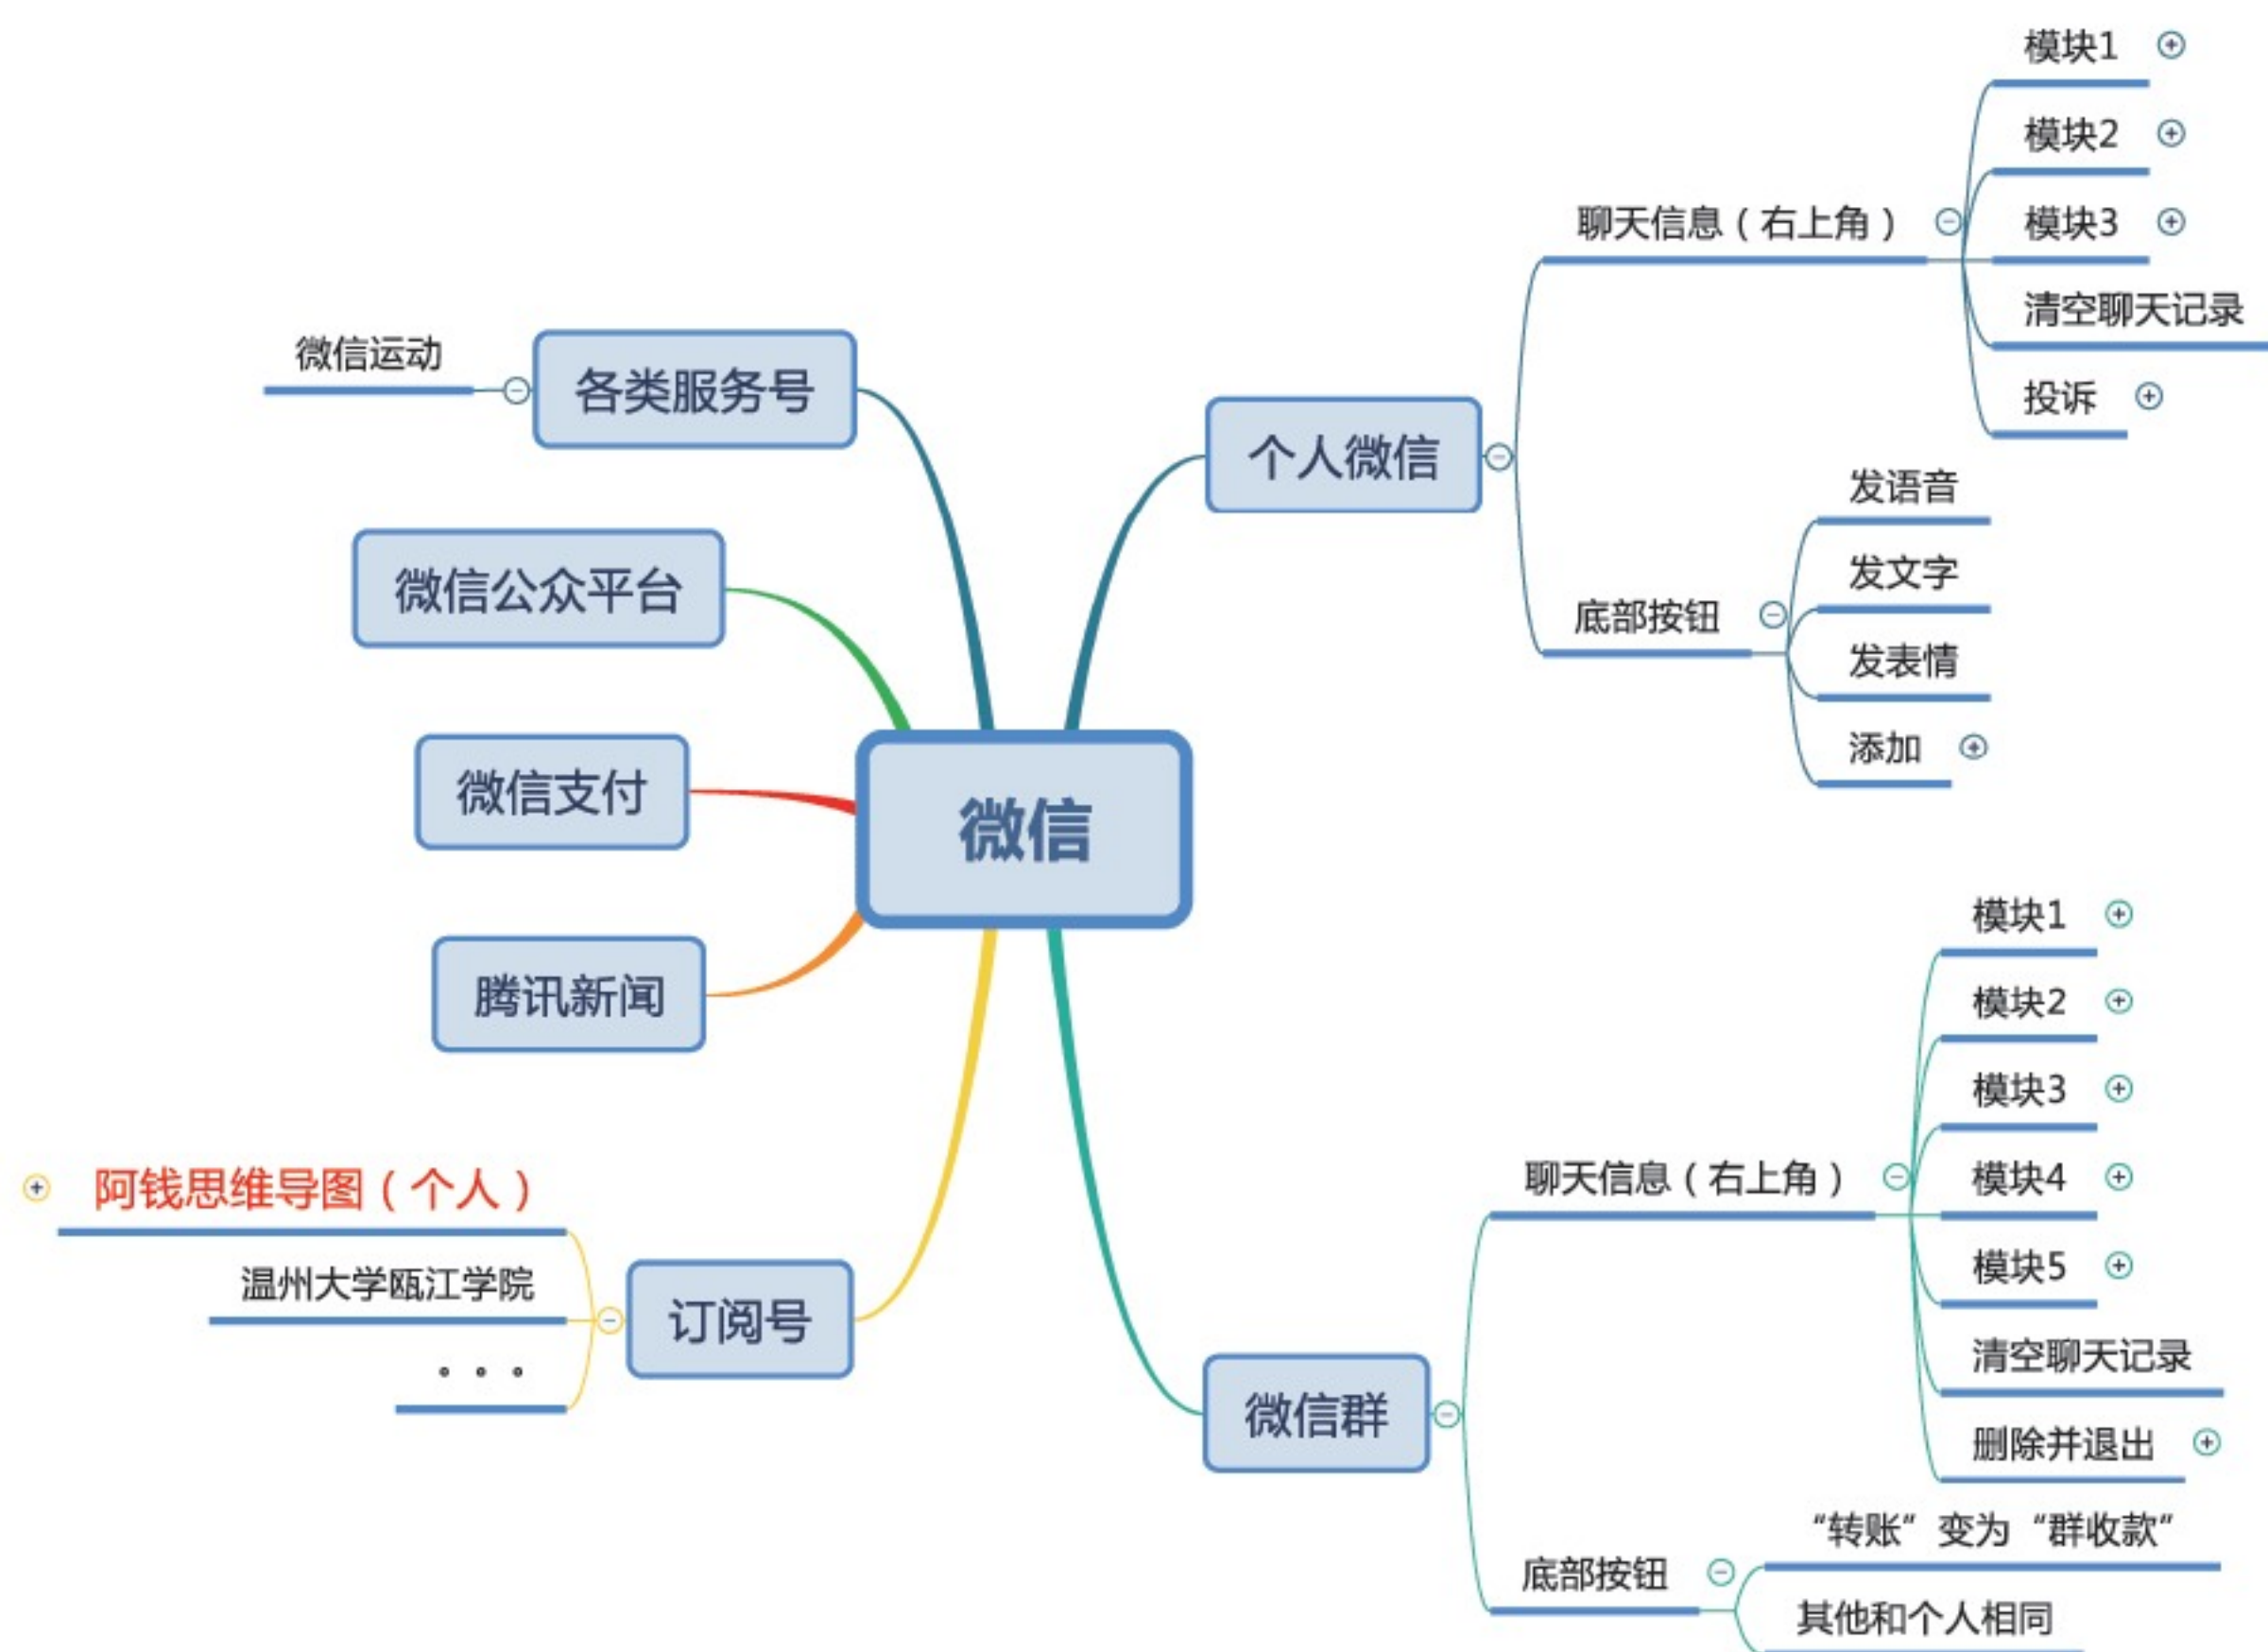 微信
个人微信
聊天信息（右上角）
模块1
模块2
模块3
清空聊天记录
投诉
底部按钮
发语音
发文字
发表情
添加
微信群
聊天信息（右上角）
模块1
模块2
模块3
模块4
模块5
清空聊天记录
删除并退出
底部按钮
“转账”变为“群收款”
其他和个人相同
各类服务号
微信运动
微信公众平台
微信支付
腾讯新闻
订阅号
阿钱思维导图（个人）
温州大学瓯江学院
。。。